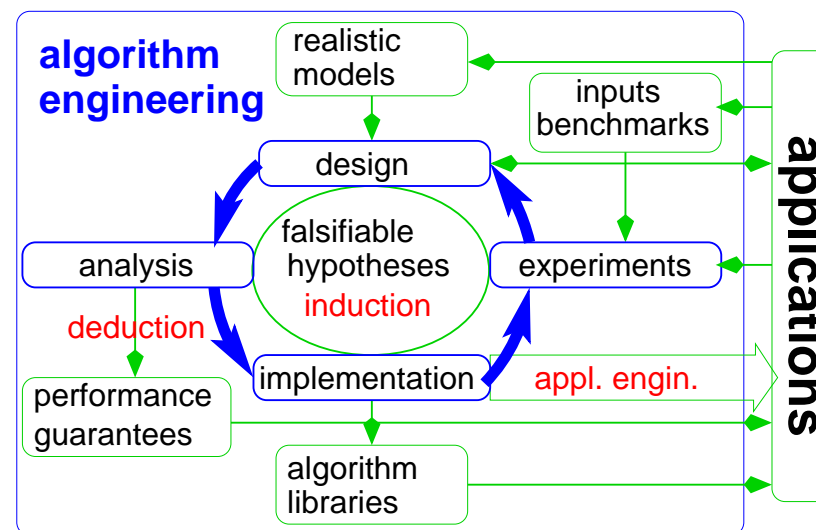 algorithm
engineering
realistic
models
inputs
benchmarks
design
falsifiable
hypotheses
induction
analysis
experiments
deduction
implementation
appl. engin.
performance
guarantees
algorithm
libraries
applications